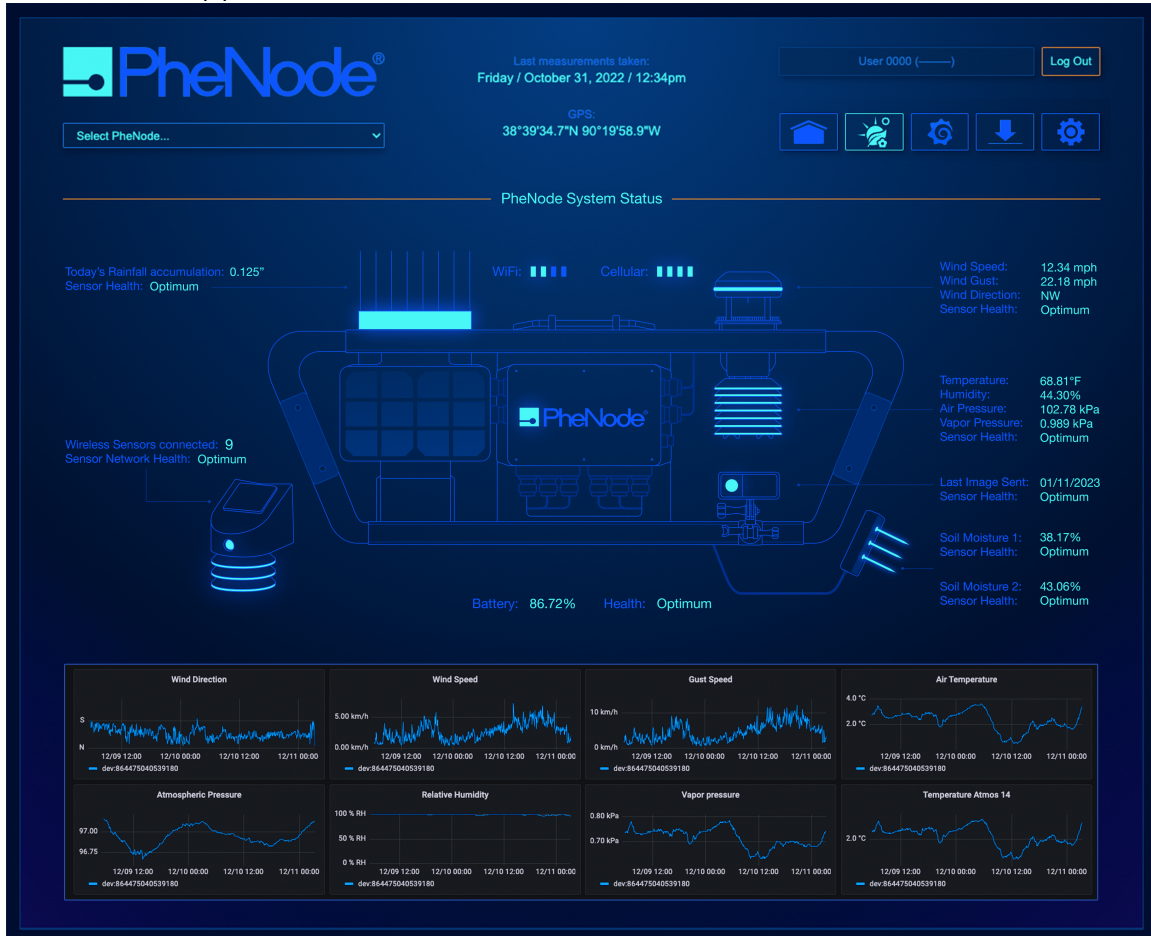 PheNode®
Last measurements taken:
Friday / October 31, 2022 / 12:34pm
User 0000 (——)
Log Out
GPS:
38°39'34.7"N 90°19'58.9"W
Select PheNode...
PheNode System Status
Today's Rainfall accumulation: 0.125"
Sensor Health: Optimum
WiFi:
Cellular:
Wind Speed: 12.34 mph
Wind Gust: 22.18 mph
Wind Direction: NW
Sensor Health: Optimum
Temperature: 68.81°F
Humidity: 44.30%
Air Pressure: 102.78 kPa
Vapor Pressure: 0.989 kPa
Sensor Health: Optimum
PheNode®
Wireless Sensors connected: 9
Sensor Network Health: Optimum
Last Image Sent: 01/11/2023
Sensor Health: Optimum
Soil Moisture 1: 38.17%
Sensor Health: Optimum
Soil Moisture 2: 43.06%
Sensor Health: Optimum
Battery: 86.72% Health: Optimum
Wind Direction
S
N
12/09 12:00 12/10 00:00 12/10 12:00 12/11 00:00
dev:864475040539180
Wind Speed
5.00 km/h
0.00 km/h
12/09 12:00 12/10 00:00 12/10 12:00 12/11 00:00
dev:864475040539180
Gust Speed
10 km/h
0 km/h
12/09 12:00 12/10 00:00 12/10 12:00 12/11 00:00
dev:864475040539180
Air Temperature
4.0 °C
2.0 °C
12/09 12:00 12/10 00:00 12/10 12:00 12/11 00:00
dev:864475040539180
Atmospheric Pressure
97.00
96.75
12/09 12:00 12/10 00:00 12/10 12:00 12/11 00:00
dev:864475040539180
Relative Humidity
100 % RH
50 % RH
0 % RH
12/09 12:00 12/10 00:00 12/10 12:00 12/11 00:00
dev:864475040539180
Vapor pressure
0.80 kPa
0.70 kPa
12/09 12:00 12/10 00:00 12/10 12:00 12/11 00:00
dev:864475040539180
Temperature Atmos 14
2.0 °C
12/09 12:00 12/10 00:00 12/10 12:00 12/11 00:00
dev:864475040539180